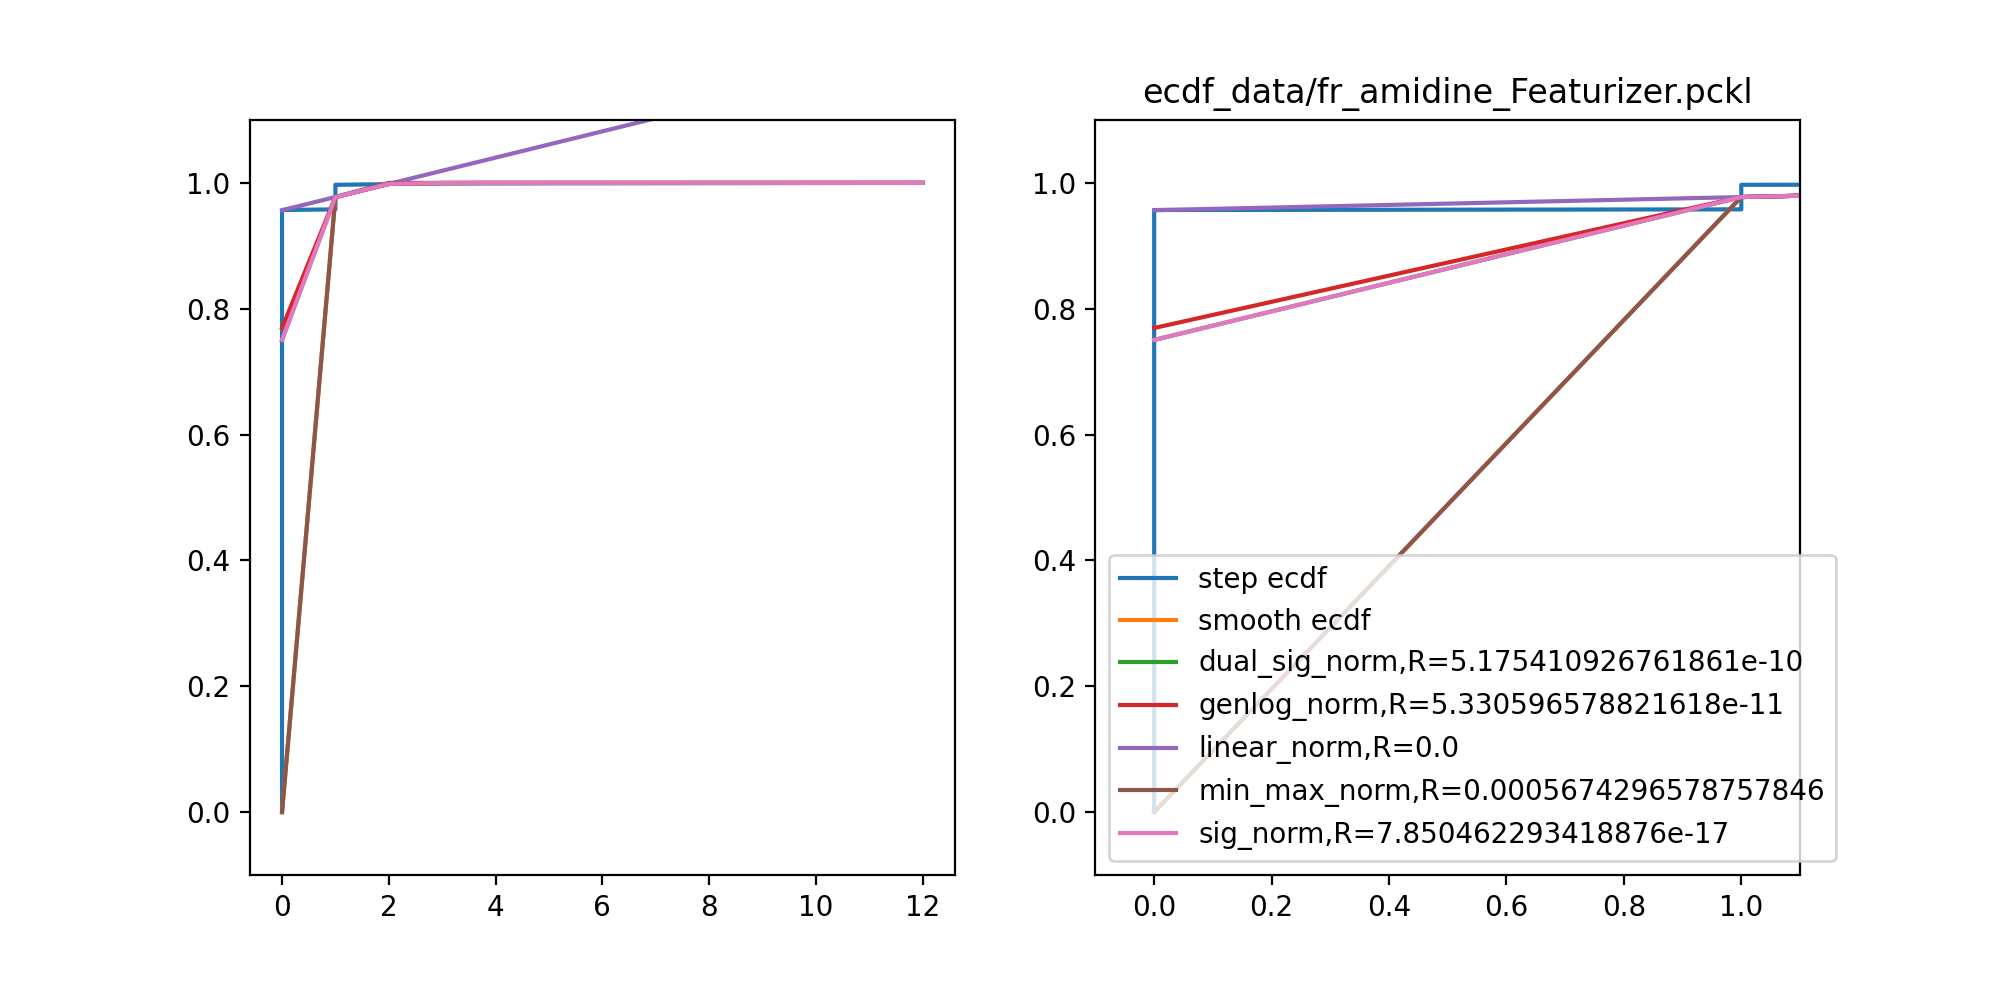 ecdf_data/fr_amidine_Featurizer.pckl
1.0
0.8
0.6
0.4
0.2
0.0
0 2 4 6 8 10 12
1.0
0.8
0.6
0.4
0.2
0.0
step ecdf
smooth ecdf
dual_sig_norm,R=5.175410926761861e-10
genlog_norm,R=5.330596578821618e-11
linear_norm,R=0.0
min_max_norm,R=0.0005674296578757846
sig_norm,R=7.850462293418876e-17
0.0 0.2 0.4 0.6 0.8 1.0